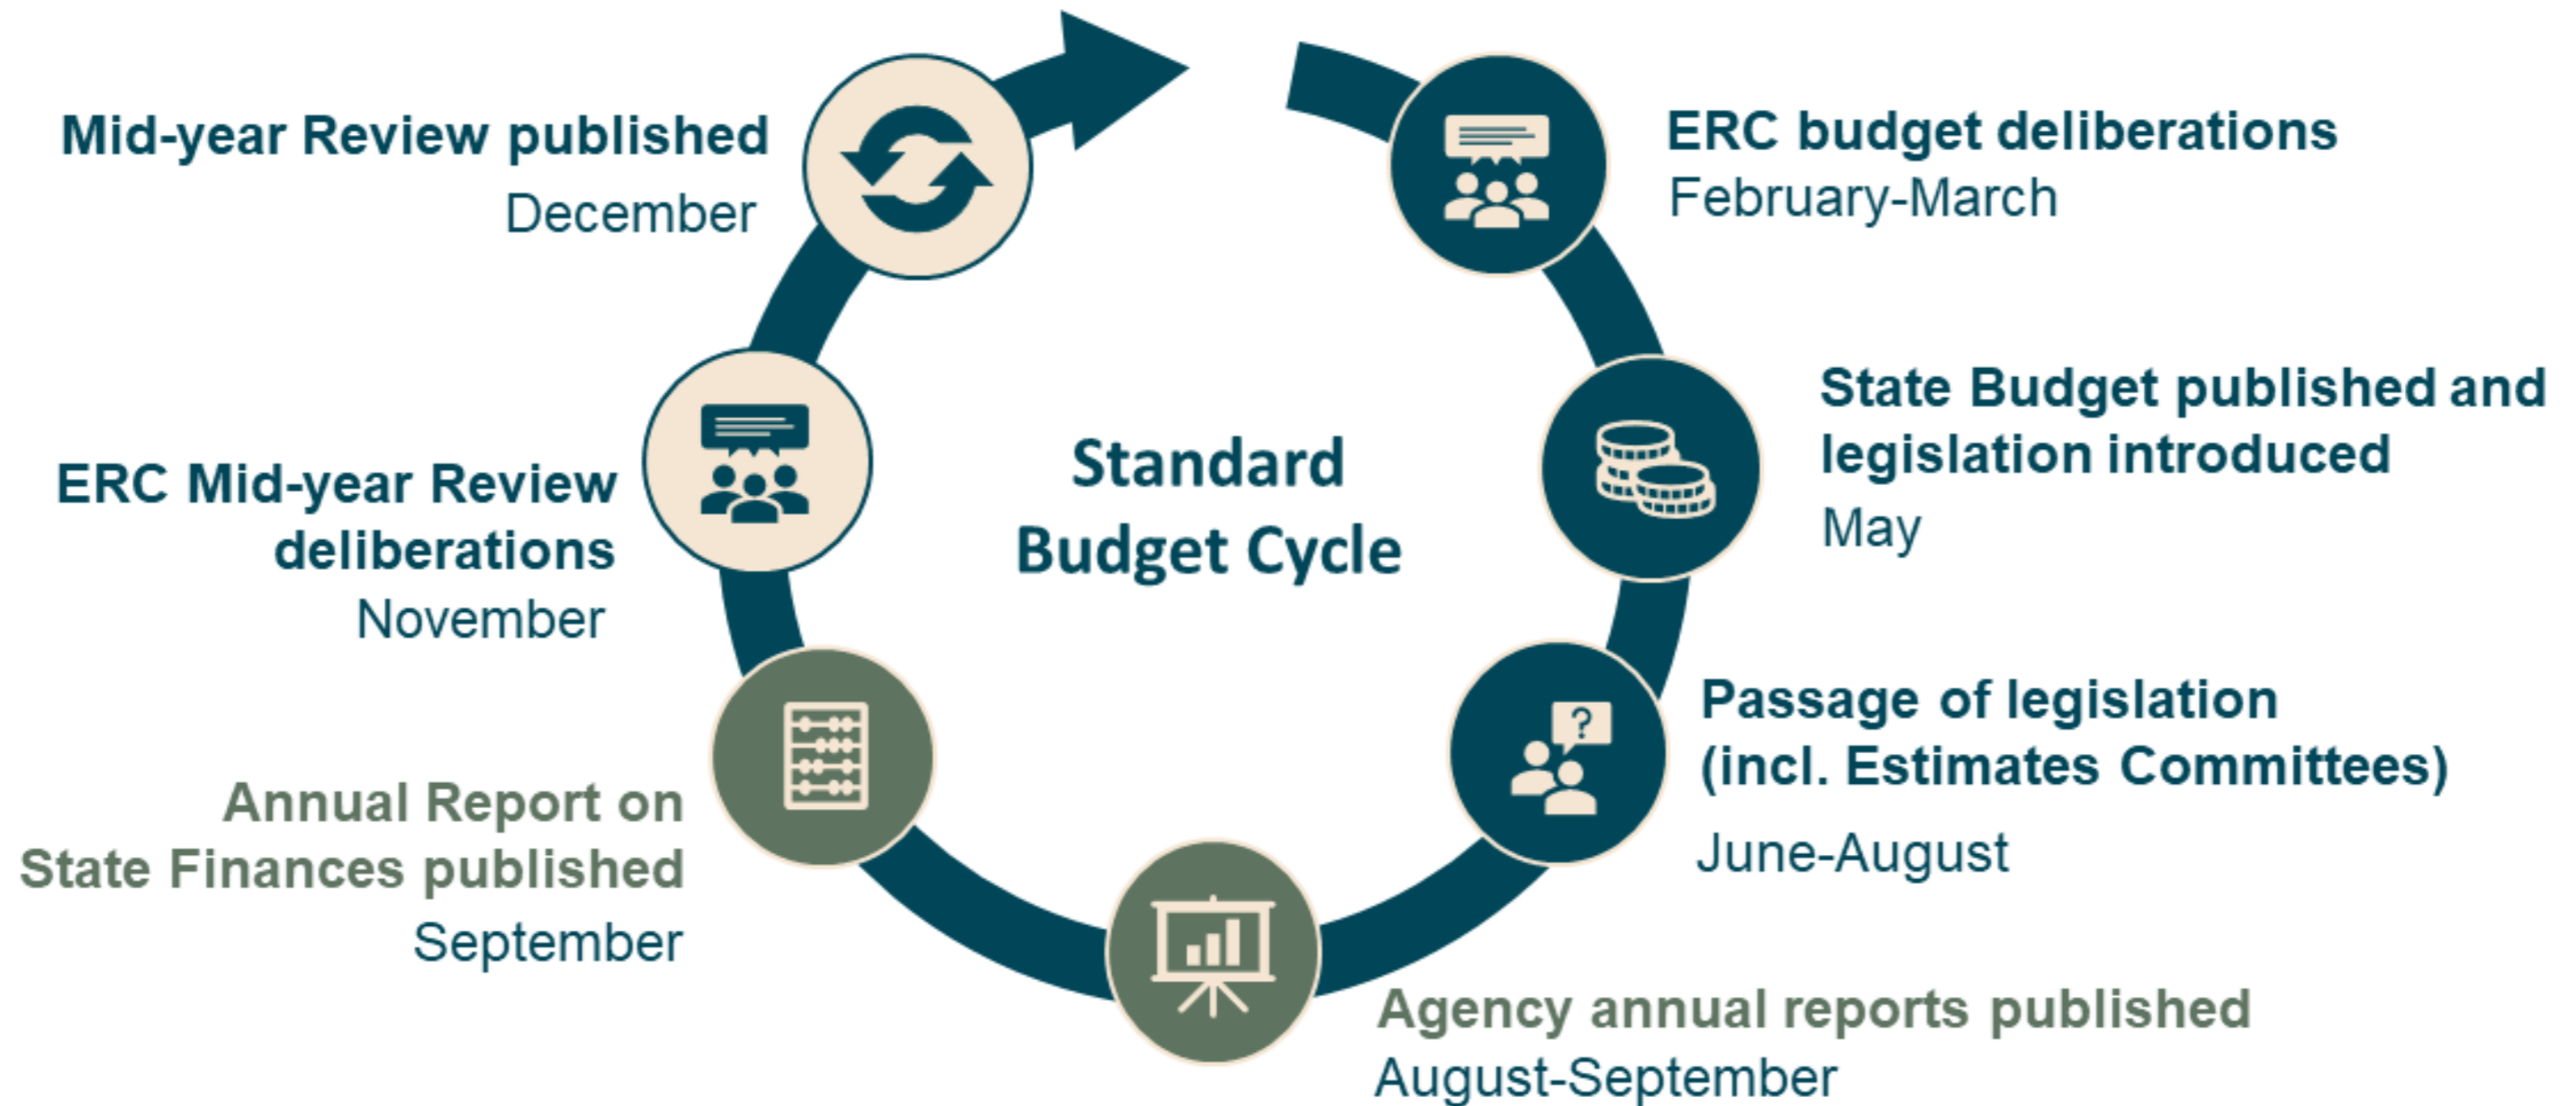 Standard
Budget Cycle
ERC budget deliberations
February-March
State Budget published and
legislation introduced
May
Passage of legislation
(incl. Estimates Committees)
June-August
?
Agency annual reports published
August-September
Annual Report on
State Finances published
September
ERC Mid-year Review
deliberations
November
Mid-year Review published
December